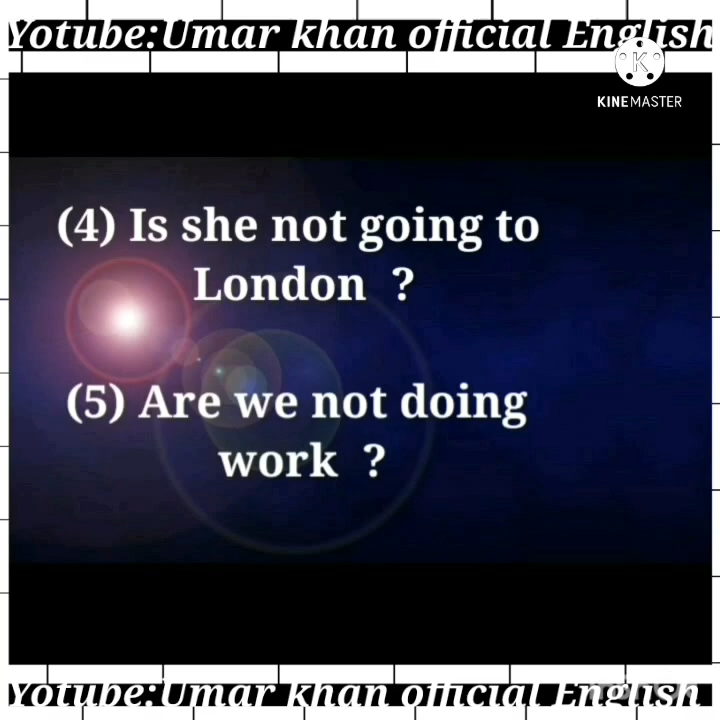 Yotube:Umar khan official English
KINEMASTER
(4) Is she not going to
London ?
(5) Are we not doing
work ?
Yotube:Umar khan official English